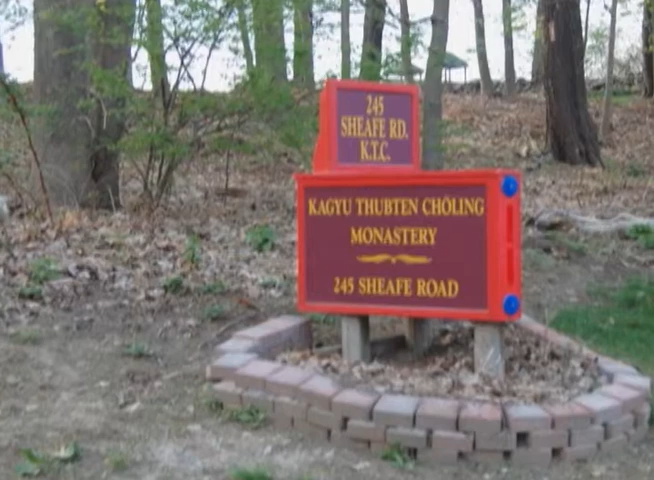 245
SHEAFE RD.
K.T.C.
KAGYU THUBTEN CHÖLING
MONASTERY
245 SHEAFE ROAD